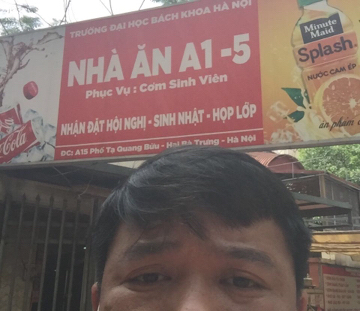 TRƯỜNG ĐẠI HỌC BÁCH KHOA HÀ NỘI
NHÀ ĂN A1 -5
Phục Vụ : Cơm Sinh Viên
NHẬN ĐẶT HỘI NGHỊ - SINH NHẬT - HỌP LỚP
ĐC: A15 Phố Tạ Quang Bửu - Hai Bà Trưng - Hà Nội
Minute
Maid
Splash
NƯỚC CAM ÉP
Cola